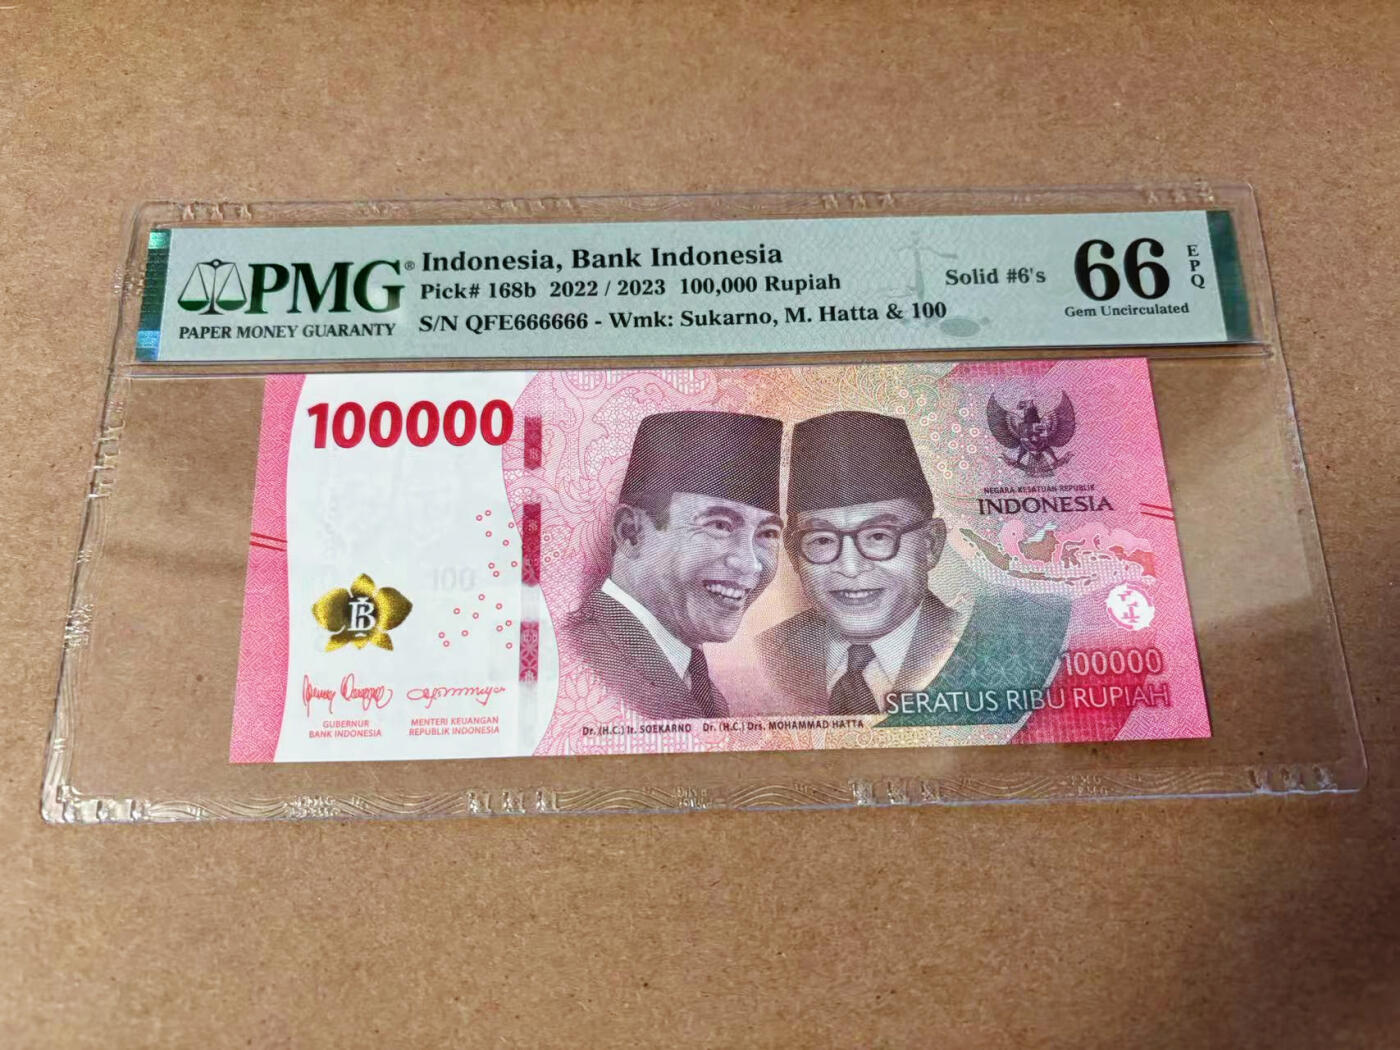 PMG®
PAPER MONEY GUARANTY
Indonesia, Bank Indonesia
Pick# 168b 2022 / 2023 100,000 Rupiah
S/N QFE666666 - Wmk: Sukarno, M. Hatta & 100
Solid #6's
66
EPQ
Gem Uncirculated
100000
NEGARA KESATUAN REPUBLIK
INDONESIA
100
B
GUBERNUR
BANK INDONESIA
MENTERI KEUANGAN
REPUBLIK INDONESIA
Dr. (H.C.) Ir. SOEKARNO Dr. (H.C.) Drs. MOHAMMAD HATTA
100000
SERATUS RIBU RUPIAH